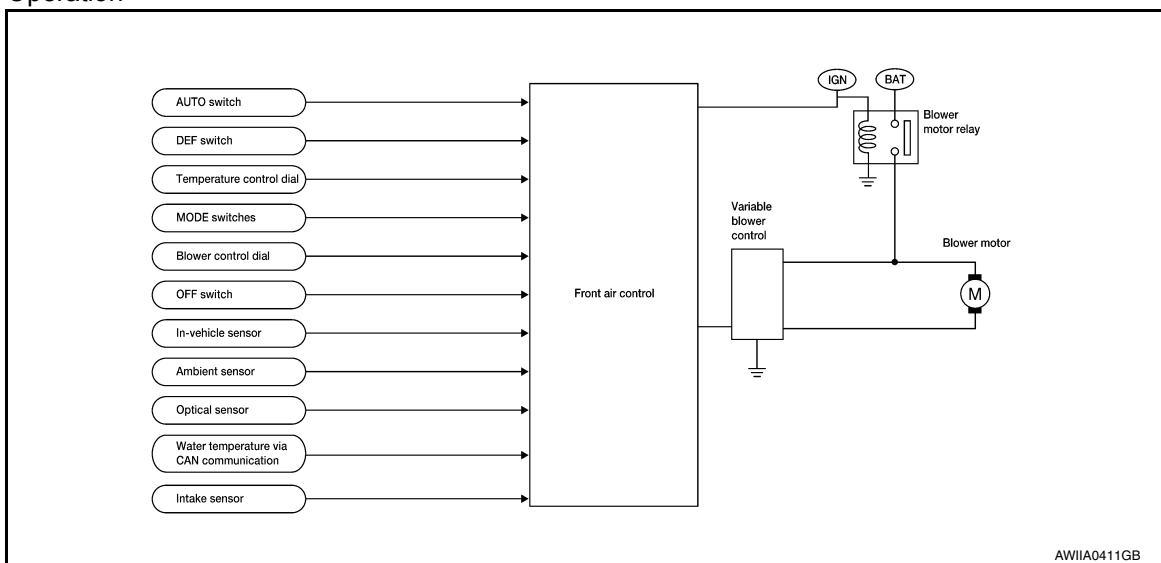 Operation
AUTO switch
DEF switch
Temperature control dial
MODE switches
Blower control dial
OFF switch
In-vehicle sensor
Ambient sensor
Optical sensor
Water temperature via
CAN communication
Intake sensor
Front air control
IGN
BAT
Blower
motor relay
Variable
blower
control
Blower motor
M
AWIIA0411GB